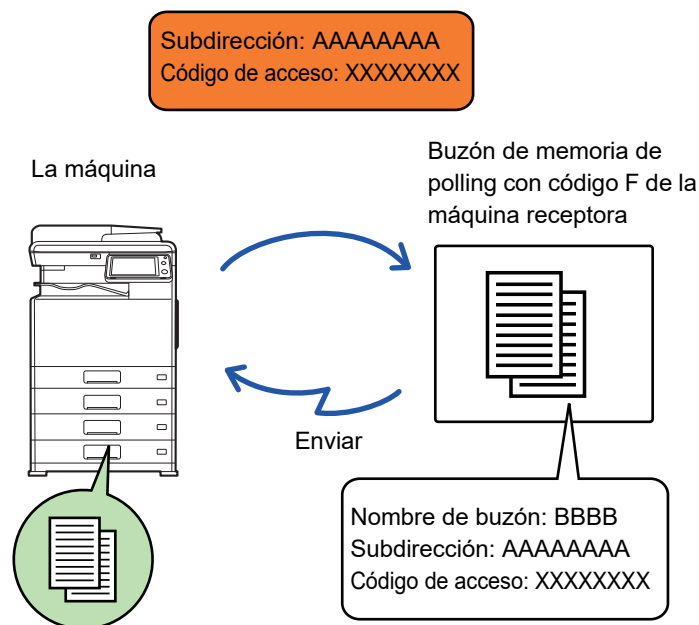 Subdirección: AAAAAAAA
Código de acceso: XXXXXXXX
La máquina
Buzón de memoria de
polling con código F de la
máquina receptora
Enviar
Nombre de buzón: BBBB
Subdirección: AAAAAAAA
Código de acceso: XXXXXXXX